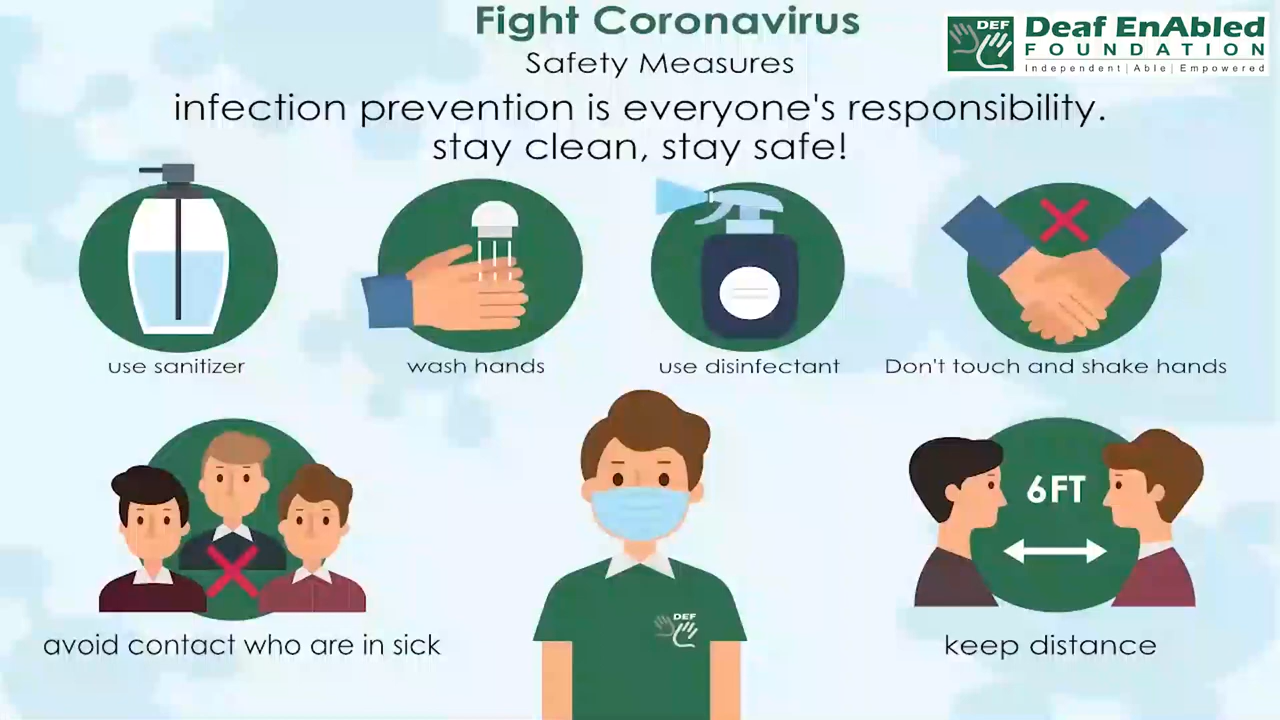 Fight Coronavirus
Safety Measures
DEF
Deaf EnAbled
FOUNDATION
Independent | Able | Empowered
infection prevention is everyone's responsibility.
stay clean, stay safe!
use sanitizer
wash hands
use disinfectant
Don't touch and shake hands
6FT
DEF
avoid contact who are in sick
keep distance